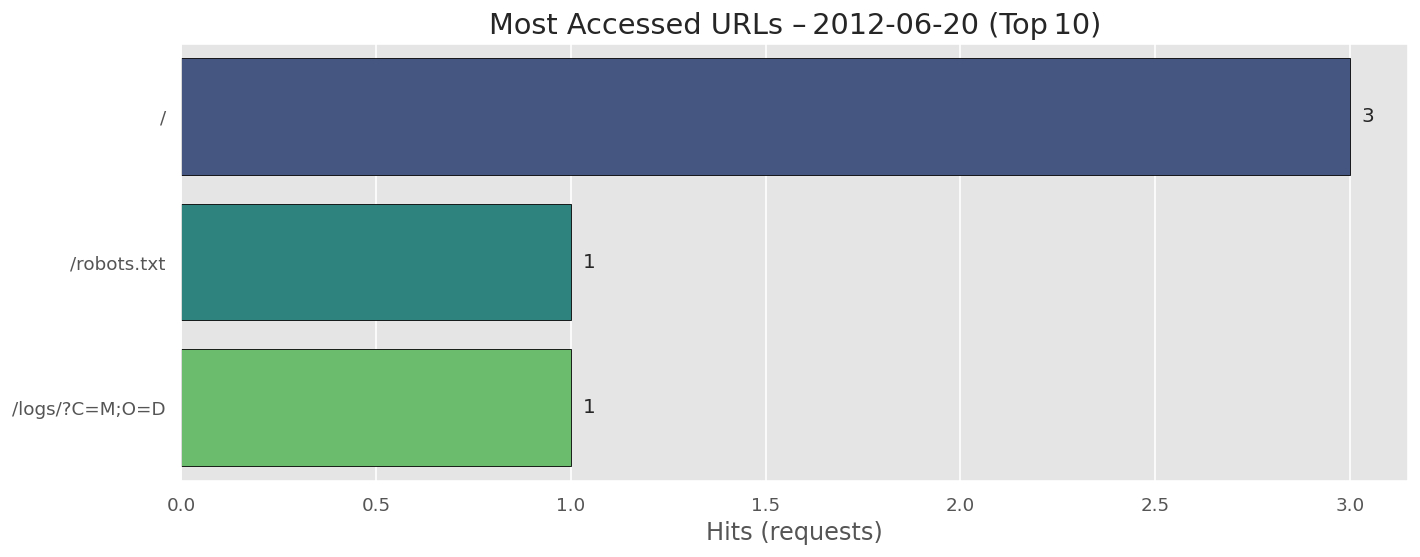 Most Accessed URLs – 2012-06-20 (Top 10)
/
3
/robots.txt
1
/logs/?C=M;O=D
1
0.0 0.5 1.0 1.5 2.0 2.5 3.0
Hits (requests)